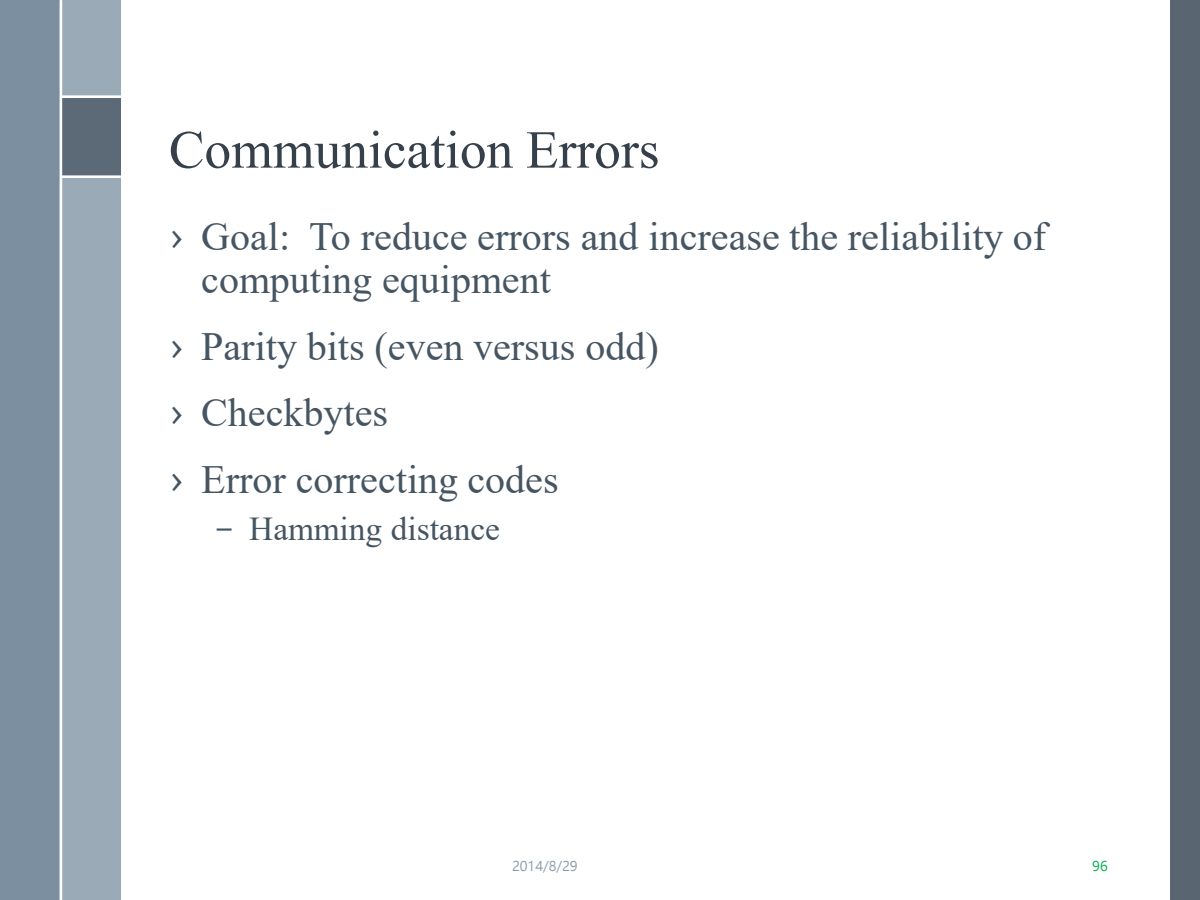 Communication Errors
› Goal:  To reduce errors and increase the reliability of
computing equipment
› Parity bits (even versus odd)
› Checkbytes
› Error correcting codes
– Hamming distance
2014/8/29
96